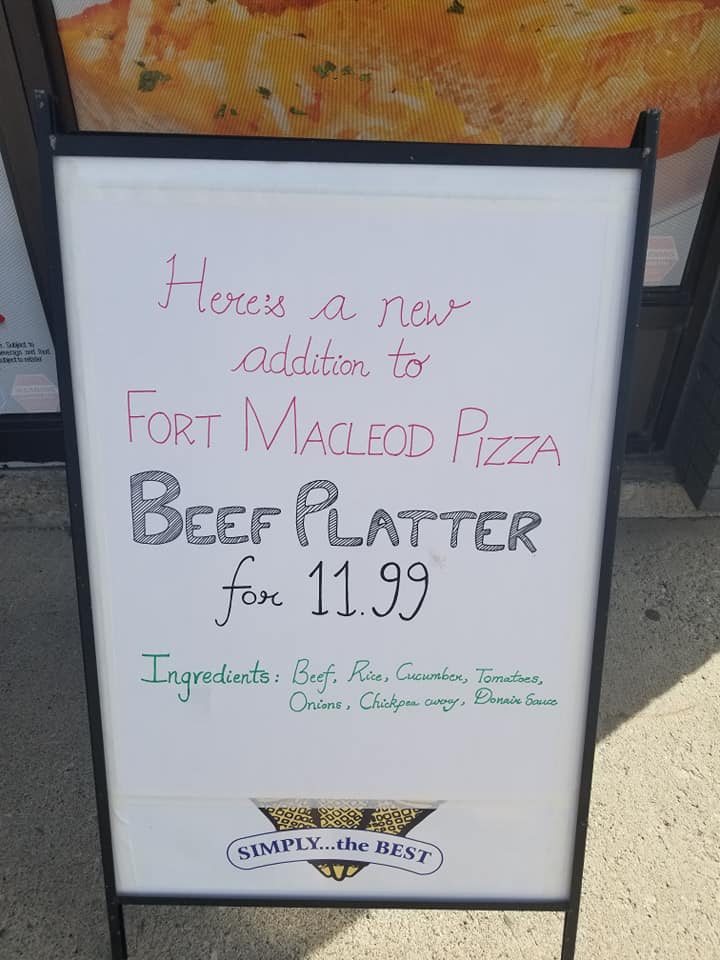 Here's a new
addition to
FORT MACLEOD PIZZA
BEEF PLATTER
for 11.99
Ingredients: Beef, Rice, Cucumber, Tomatoes,
Onions, Chickpea curry, Donair Sauce
SIMPLY...the BEST